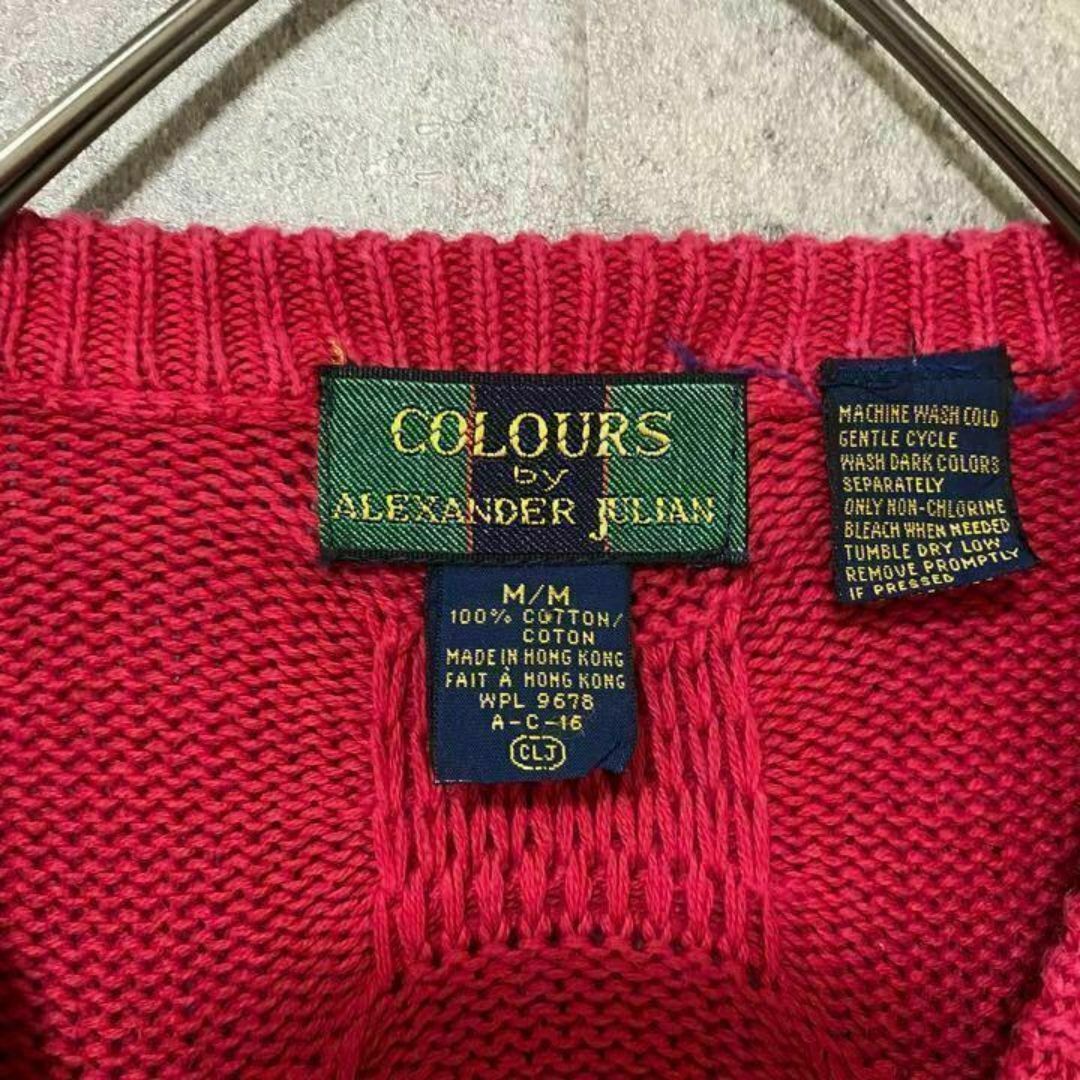 COLOURS
by
ALEXANDER JULIAN
M/M
100% COTTON/
COTON
MADE IN HONG KONG
FAIT À HONG KONG
WPL 9678
A-C-16
CLJ
MACHINE WASH COLD
GENTLE CYCLE
WASH DARK COLORS
SEPARATELY
ONLY NON-CHLORINE
BLEACH WHEN NEEDED
TUMBLE DRY LOW
REMOVE PROMPTLY
IF PRESSED